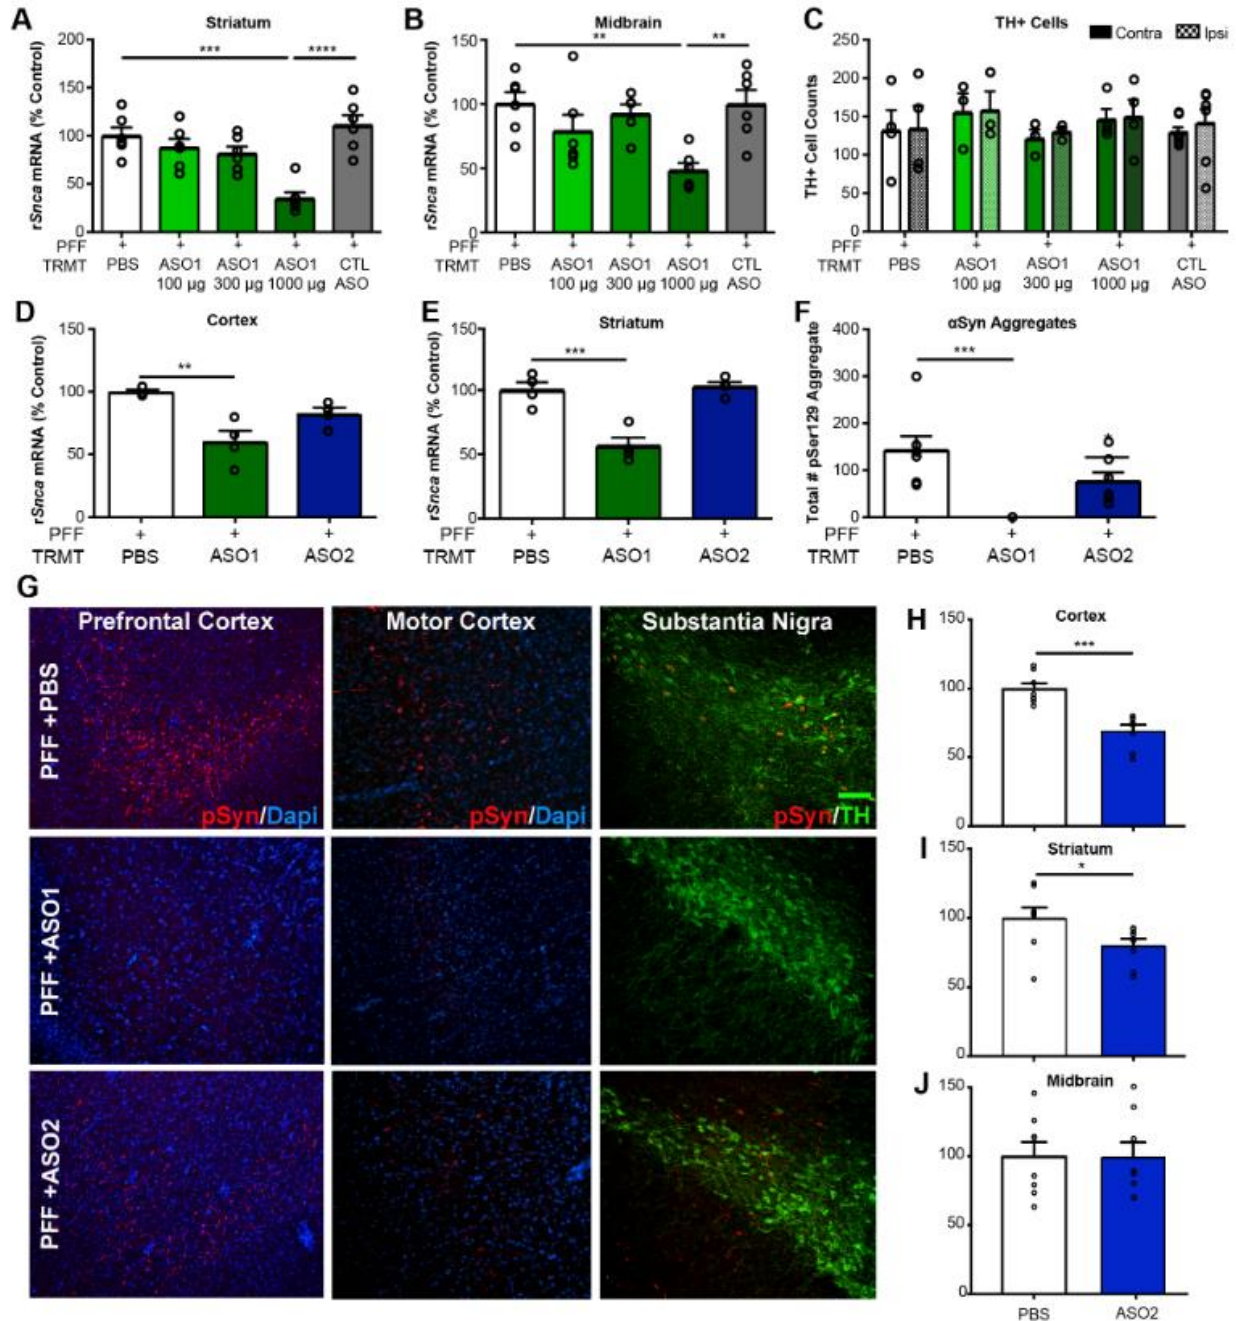 A
Striatum
rSnca mRNA (% Control)
200
150
100
50
0
***
****
PFF + + + + +
TRMT PBS ASO1 ASO1 ASO1 CTL
100 µg 300 µg 1000 µg ASO
B
Midbrain
rSnca mRNA (% Control)
150
100
50
0
**
**
PFF + + + + +
TRMT PBS ASO1 ASO1 ASO1 CTL
100 µg 300 µg 1000 µg ASO
C
TH+ Cells
Contra Ipsi
TH+ Cell Counts
250
200
150
100
50
0
PFF + + + + +
TRMT PBS ASO1 ASO1 ASO1 CTL
100 µg 300 µg 1000 µg ASO
D
Cortex
rSnca mRNA (% Control)
150
100
50
0
**
PFF + + +
TRMT PBS ASO1 ASO2
E
Striatum
rSnca mRNA (% Control)
150
100
50
0
***
PFF + + +
TRMT PBS ASO1 ASO2
F
αSyn Aggregates
Total # pSer129 Aggregate
400
300
200
100
0
***
PFF + + +
TRMT PBS ASO1 ASO2
G
Prefrontal Cortex Motor Cortex Substantia Nigra
PFF +PBS
pSyn/Dapi pSyn/Dapi pSyn/TH
PFF +ASO1
PFF +ASO2
H
Cortex
150
100
50
0
***
I
Striatum
150
100
50
0
*
J
Midbrain
150
100
50
0
PBS ASO2